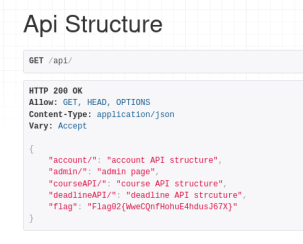 Api Structure
GET /api/
HTTP 200 OK
Allow: GET, HEAD, OPTIONS
Content-Type: application/json
Vary: Accept
{
"account/": "account API structure",
"admin/": "admin page",
"courseAPI/": "course API structure",
"deadlineAPI/": "deadline API strcuture",
"flag": "Flag02{WweCQnfHohuE4hdusJ67X}"
}